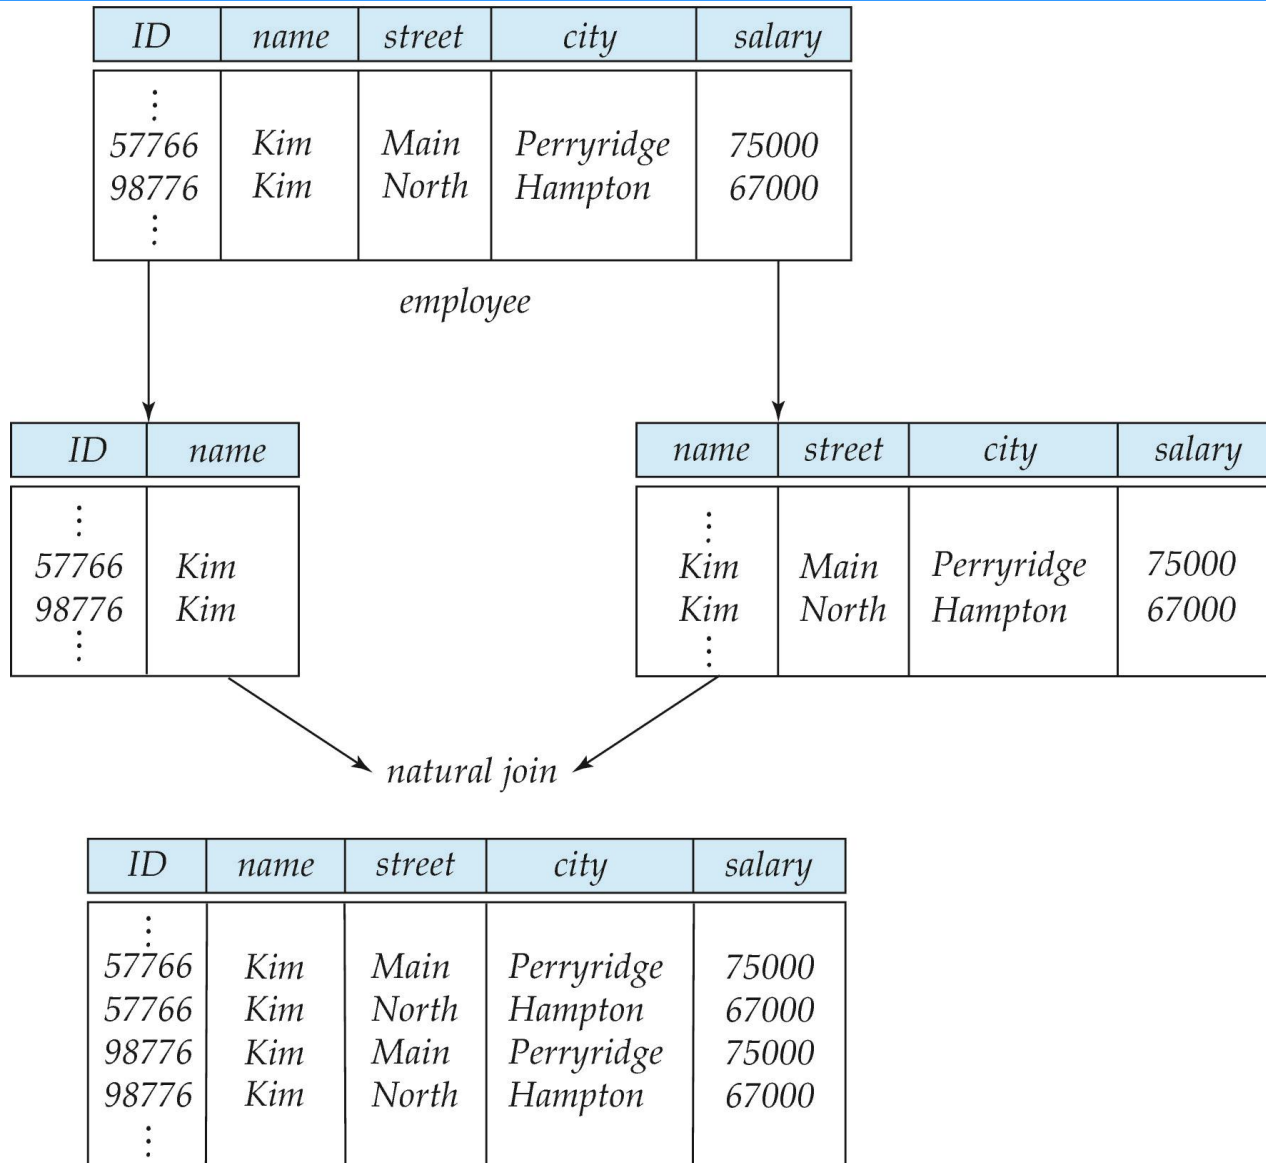 ID name street city salary
⋮
57766 Kim Main Perryridge 75000
98776 Kim North Hampton 67000
⋮
employee
ID name
⋮
57766 Kim
98776 Kim
⋮
name street city salary
⋮
Kim Main Perryridge 75000
Kim North Hampton 67000
⋮
natural join
ID name street city salary
⋮
57766 Kim Main Perryridge 75000
57766 Kim North Hampton 67000
98776 Kim Main Perryridge 75000
98776 Kim North Hampton 67000
⋮